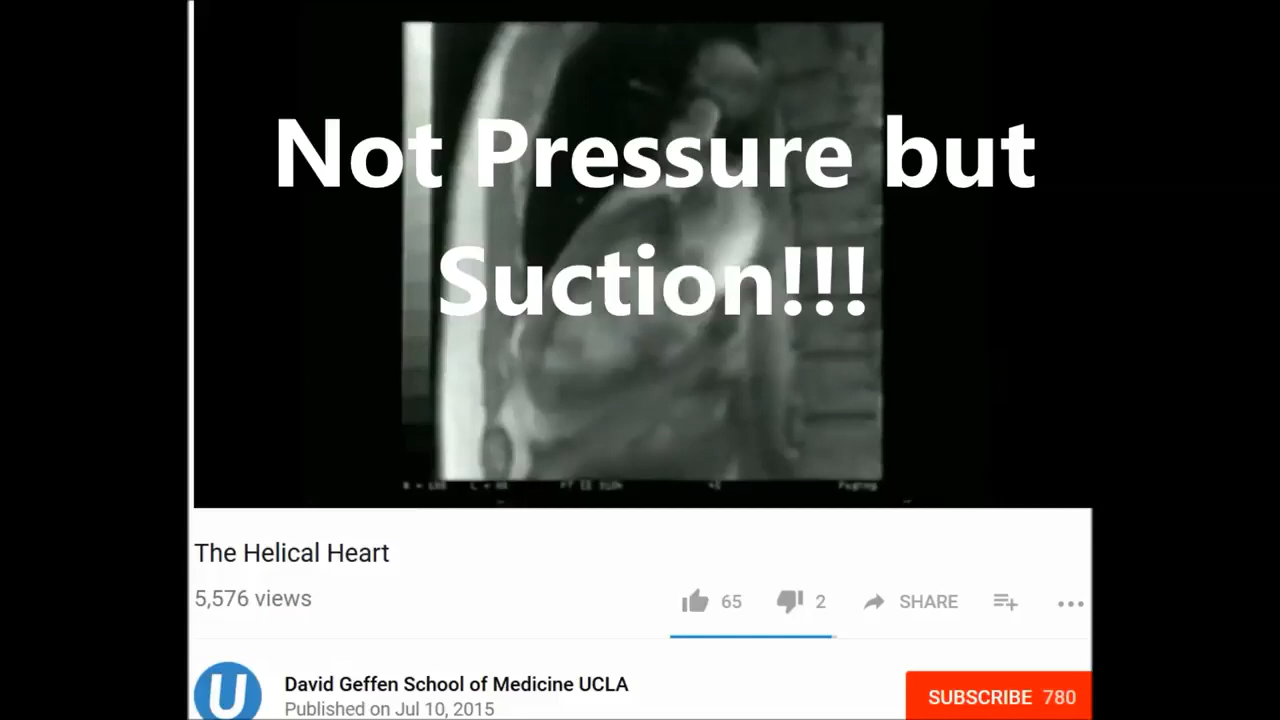 Not Pressure but
Suction!!!
The Helical Heart
5,576 views
65
2
SHARE
David Geffen School of Medicine UCLA
Published on Jul 10, 2015
SUBSCRIBE 780
U